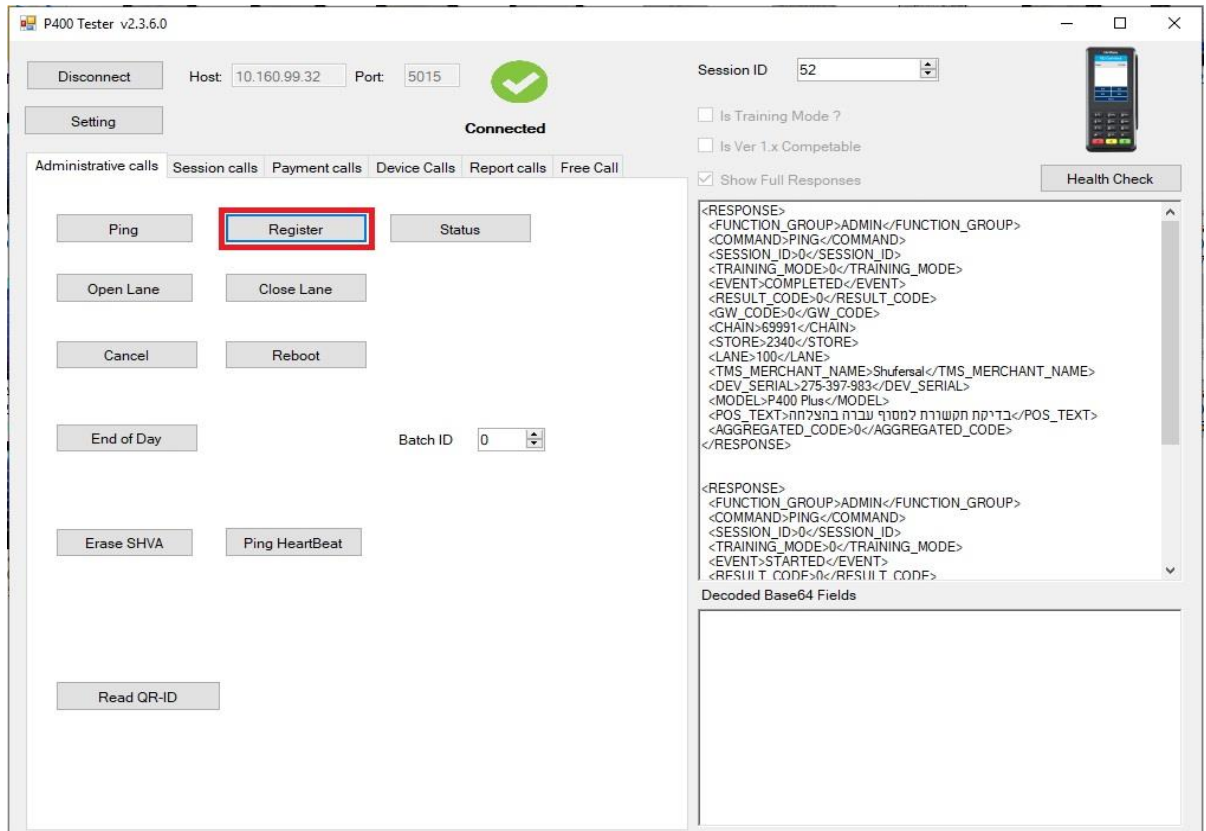 P400 Tester v2.3.6.0
Disconnect
Host: 10.160.99.32 Port: 5015
Setting
Connected
Administrative calls Session calls Payment calls Device Calls Report calls Free Call
Ping Register Status
Open Lane Close Lane
Cancel Reboot
End of Day Batch ID 0
Erase SHVA Ping HeartBeat
Read QR-ID
Session ID 52
Is Training Mode ?
Is Ver 1.x Competable
Show Full Responses
Health Check
<RESPONSE>
<FUNCTION_GROUP>ADMIN</FUNCTION_GROUP>
<COMMAND>PING</COMMAND>
<SESSION_ID>0</SESSION_ID>
<TRAINING_MODE>0</TRAINING_MODE>
<EVENT>COMPLETED</EVENT>
<RESULT_CODE>0</RESULT_CODE>
<GW_CODE>0</GW_CODE>
<CHAIN>69991</CHAIN>
<STORE>2340</STORE>
<LANE>100</LANE>
<TMS_MERCHANT_NAME>Shufersal</TMS_MERCHANT_NAME>
<DEV_SERIAL>275-397-983</DEV_SERIAL>
<MODEL>P400 Plus</MODEL>
<POS_TEXT>בדיקת תקשורת למסוף עברה בהצלחה</POS_TEXT>
<AGGREGATED_CODE>0</AGGREGATED_CODE>
</RESPONSE>
<RESPONSE>
<FUNCTION_GROUP>ADMIN</FUNCTION_GROUP>
<COMMAND>PING</COMMAND>
<SESSION_ID>0</SESSION_ID>
<TRAINING_MODE>0</TRAINING_MODE>
<EVENT>STARTED</EVENT>
<RESULT_CODE>0</RESULT_CODE>
Decoded Base64 Fields